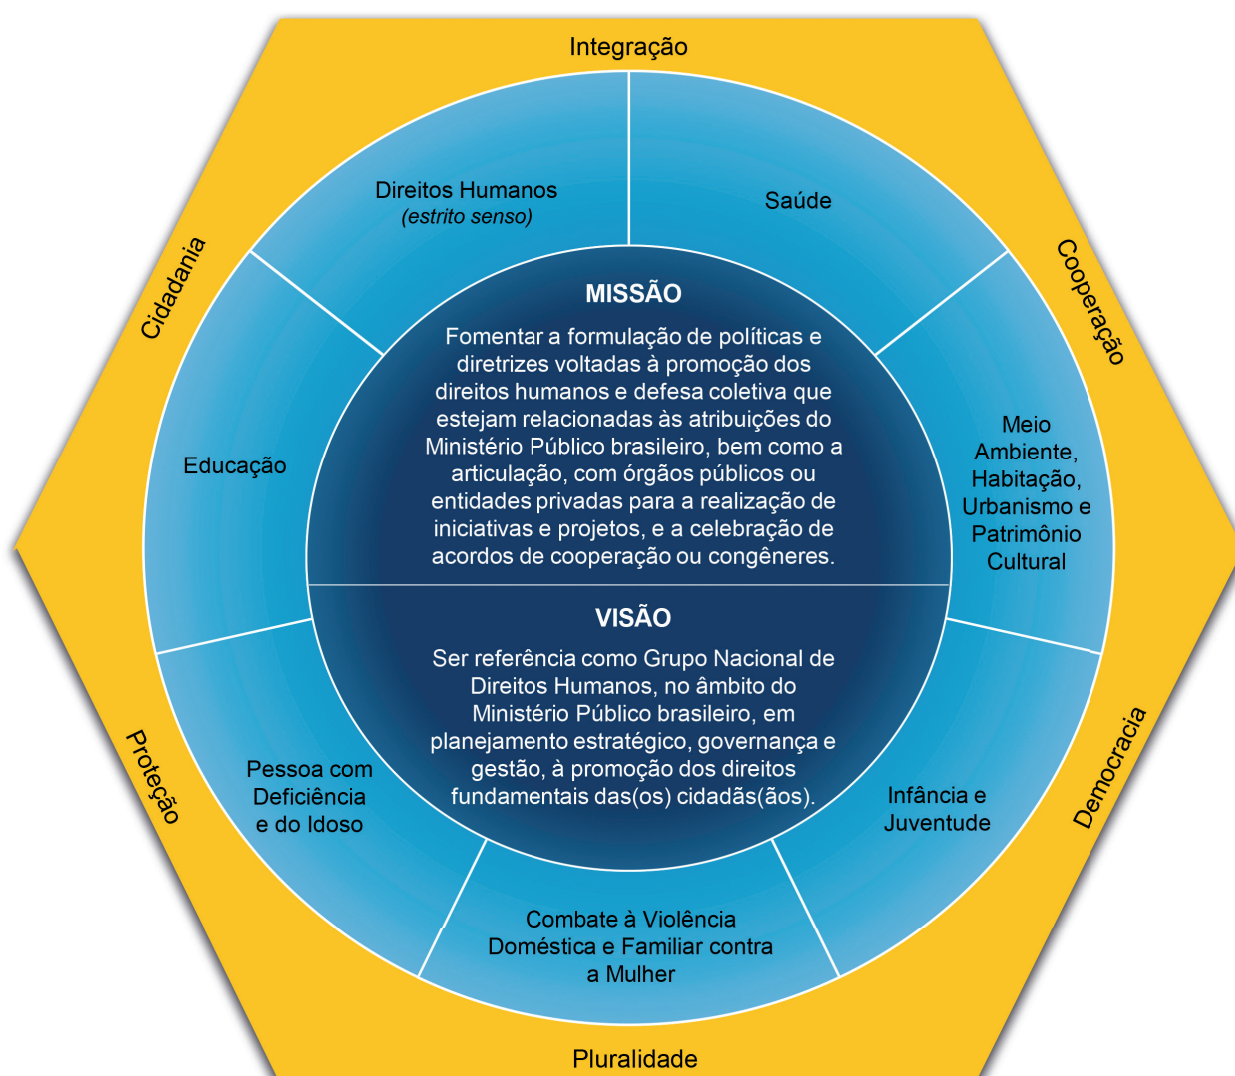 Integração
Direitos Humanos
(estrito senso)
Saúde
Cidadania
Cooperação
MISSÃO
Fomentar a formulação de políticas e
diretrizes voltadas à promoção dos
direitos humanos e defesa coletiva que
estejam relacionadas às atribuições do
Ministério Público brasileiro, bem como a
articulação, com órgãos públicos ou
entidades privadas para a realização de
iniciativas e projetos, e a celebração de
acordos de cooperação ou congêneres.
Educação
Meio
Ambiente,
Habitação,
Urbanismo e
Patrimônio
Cultural
VISÃO
Ser referência como Grupo Nacional de
Direitos Humanos, no âmbito do
Ministério Público brasileiro, em
planejamento estratégico, governança e
gestão, à promoção dos direitos
fundamentais das(os) cidadãs(ãos).
Proteção
Democracia
Pessoa com
Deficiência
e do Idoso
Infância e
Juventude
Combate à Violência
Doméstica e Familiar contra
a Mulher
Pluralidade